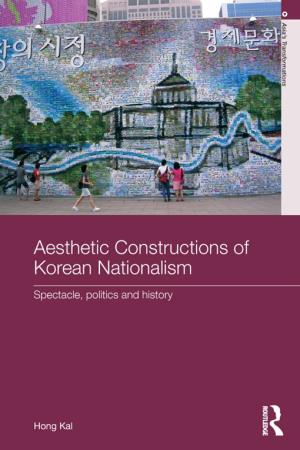 창의시정
경제문화
Asia's Transformations
Aesthetic Constructions of
Korean Nationalism
Spectacle, politics and history
Hong Kal
ROUTLEDGE